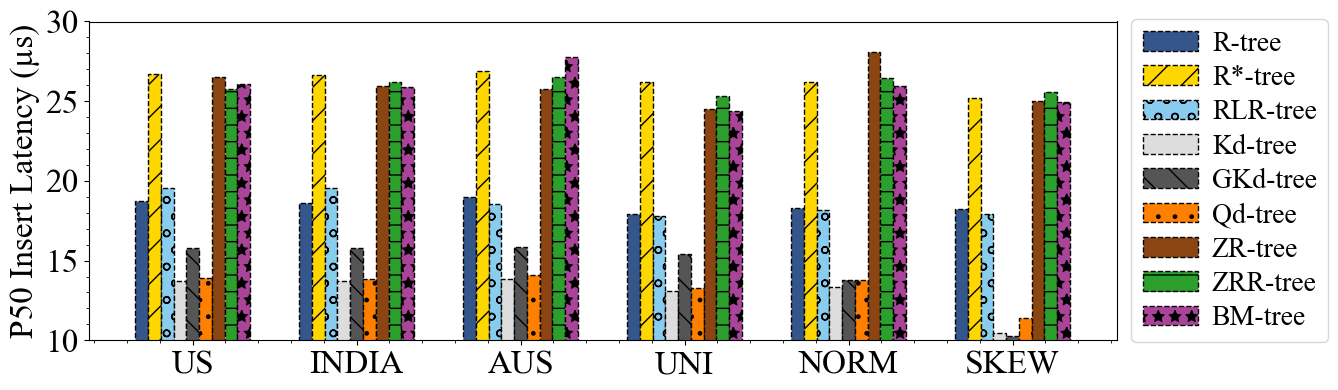 P50 Insert Latency (µs)
30
25
20
15
10
US INDIA AUS UNI NORM SKEW
R-tree
R*-tree
RLR-tree
Kd-tree
GKd-tree
Qd-tree
ZR-tree
ZRR-tree
BM-tree